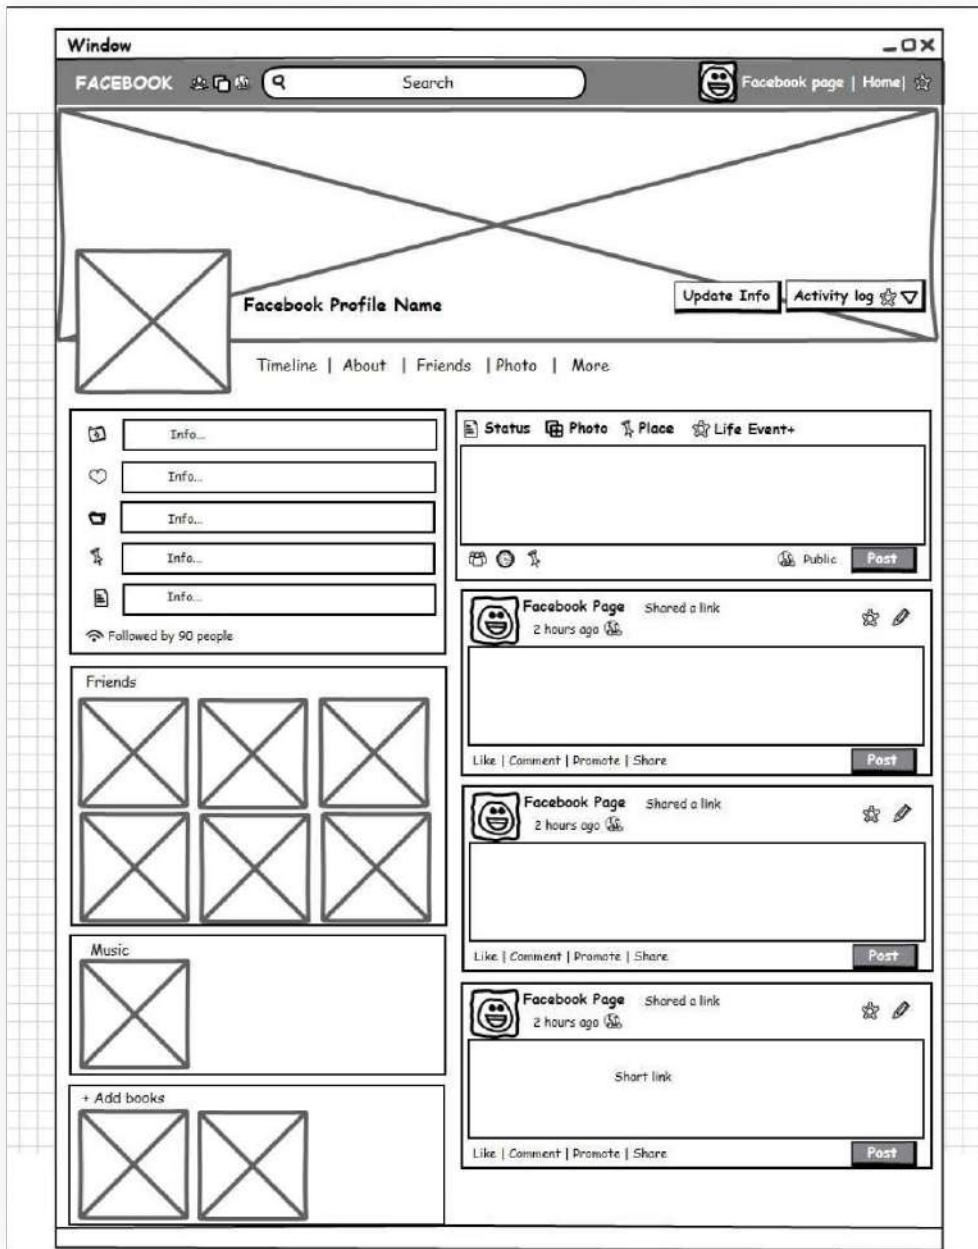 Window
FACEBOOK Search Facebook page | Home|
Facebook Profile Name Update Info Activity log
Timeline | About | Friends | Photo | More
Info...
Info...
Info...
Info...
Info...
Followed by 90 people
Friends
Music
+ Add books
Status Photo Place Life Event+
Public Post
Facebook Page Shared a link
2 hours ago
Like | Comment | Promote | Share Post
Facebook Page Shared a link
2 hours ago
Like | Comment | Promote | Share Post
Facebook Page Shared a link
2 hours ago
Short link
Like | Comment | Promote | Share Post